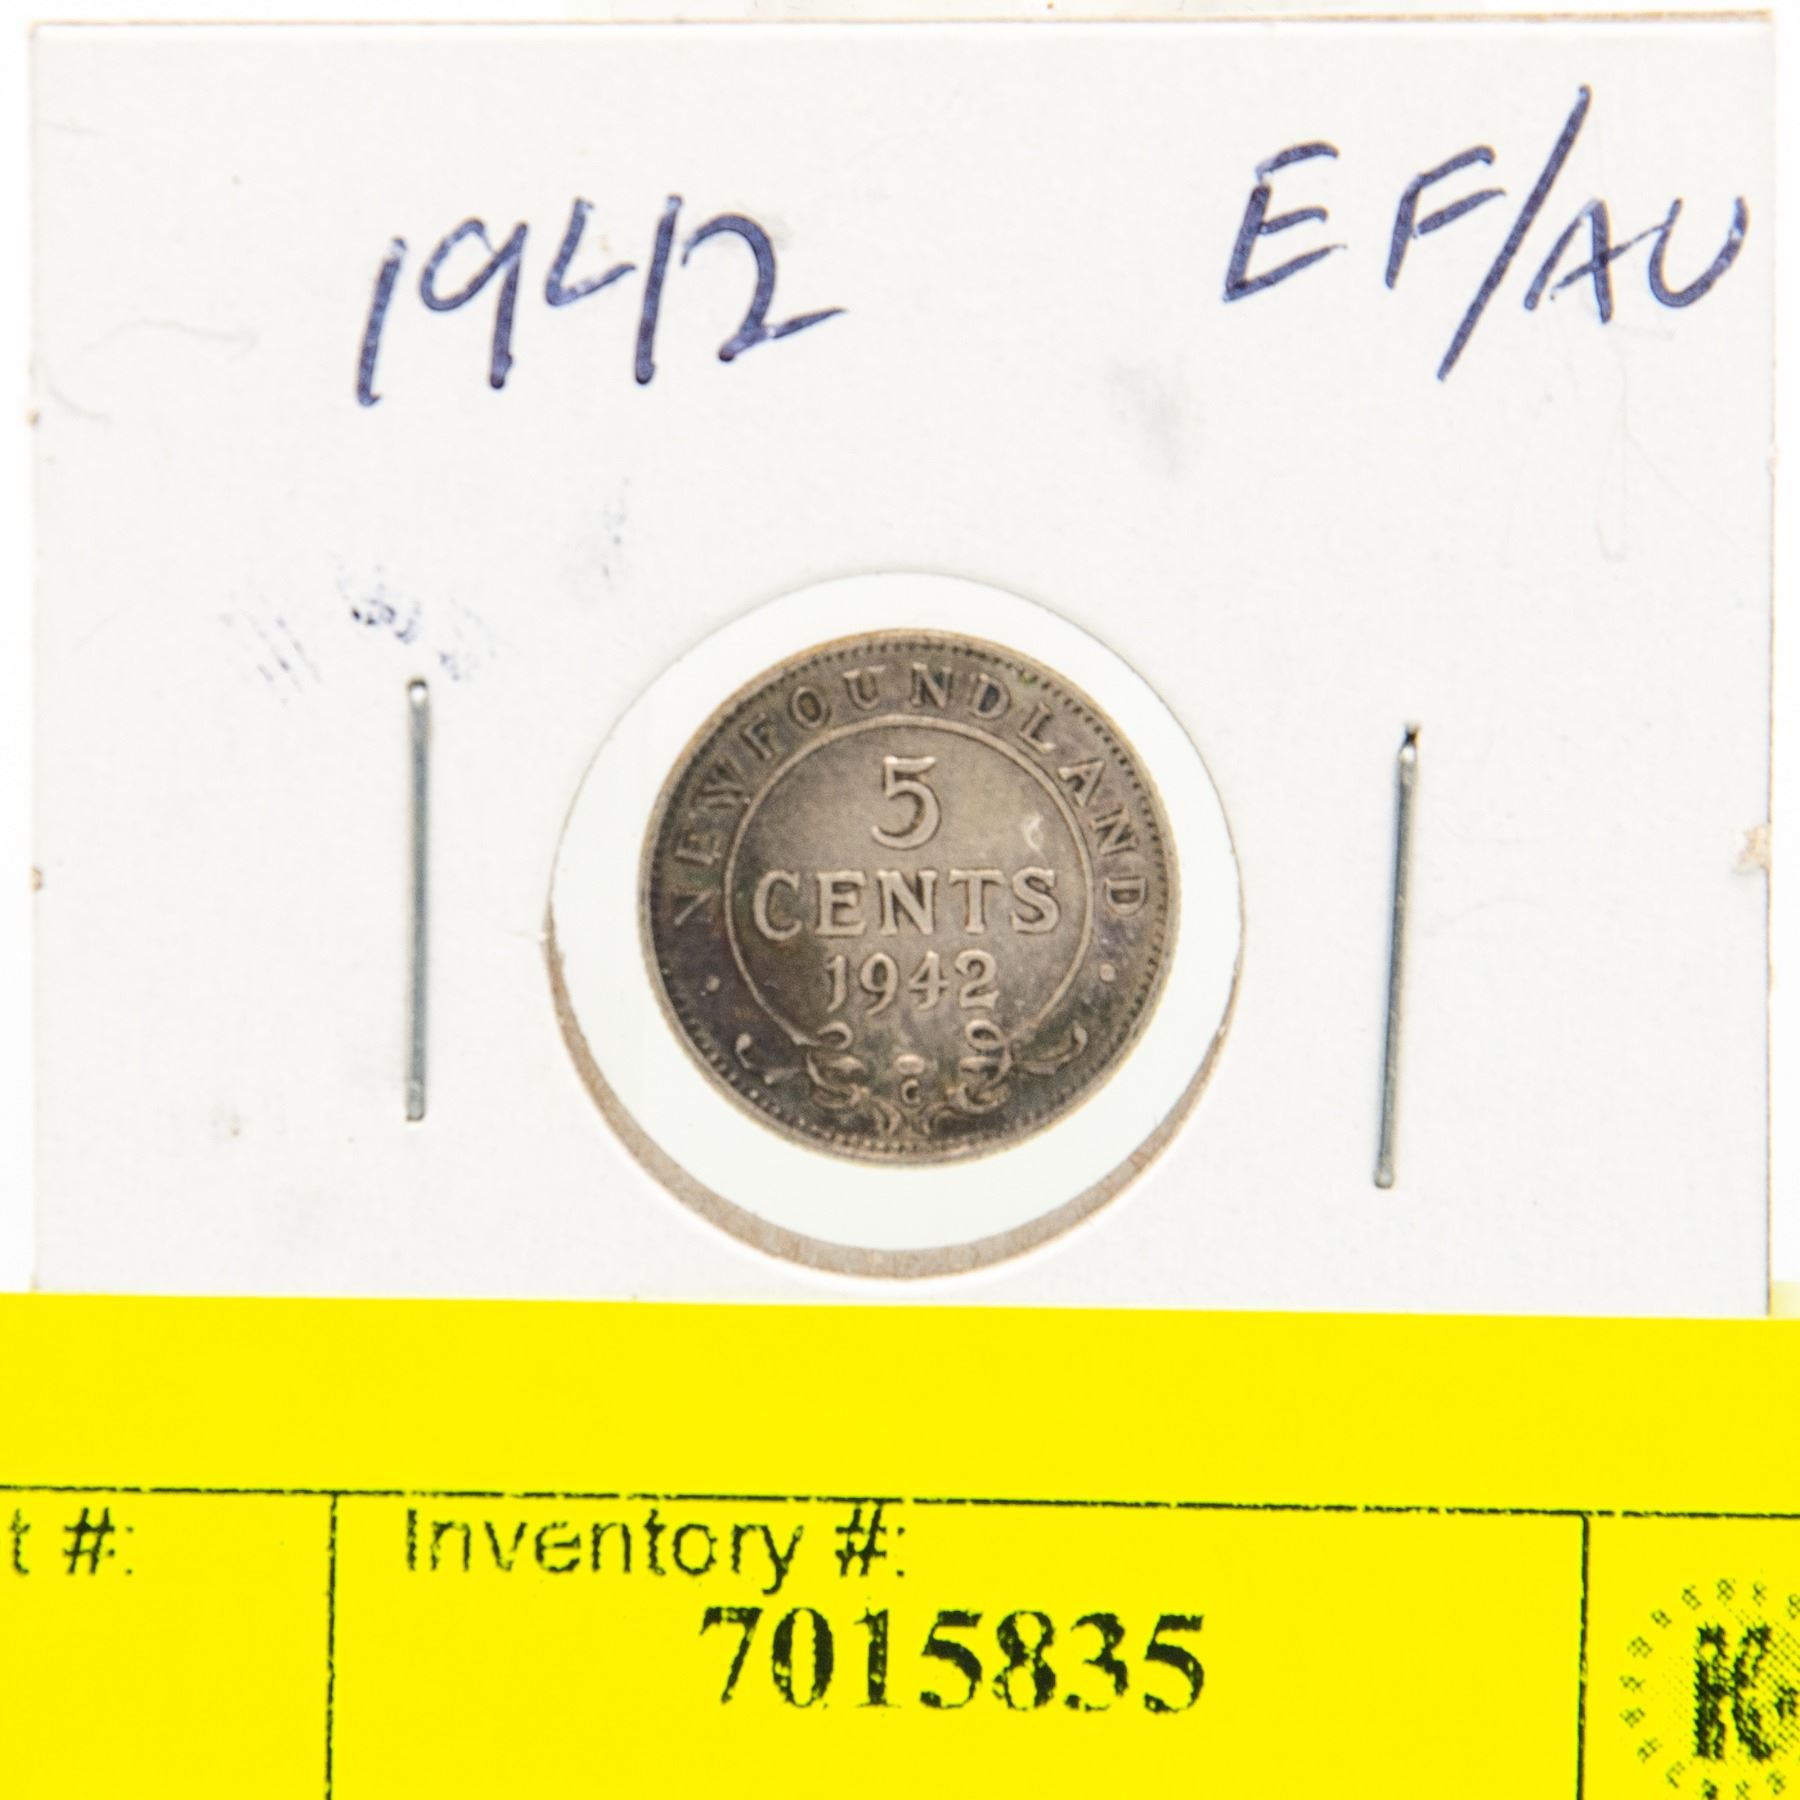 1942 EF/AU
NEWFOUNDLAND
5
CENTS
1942
C
t #:
Inventory #:
7015835